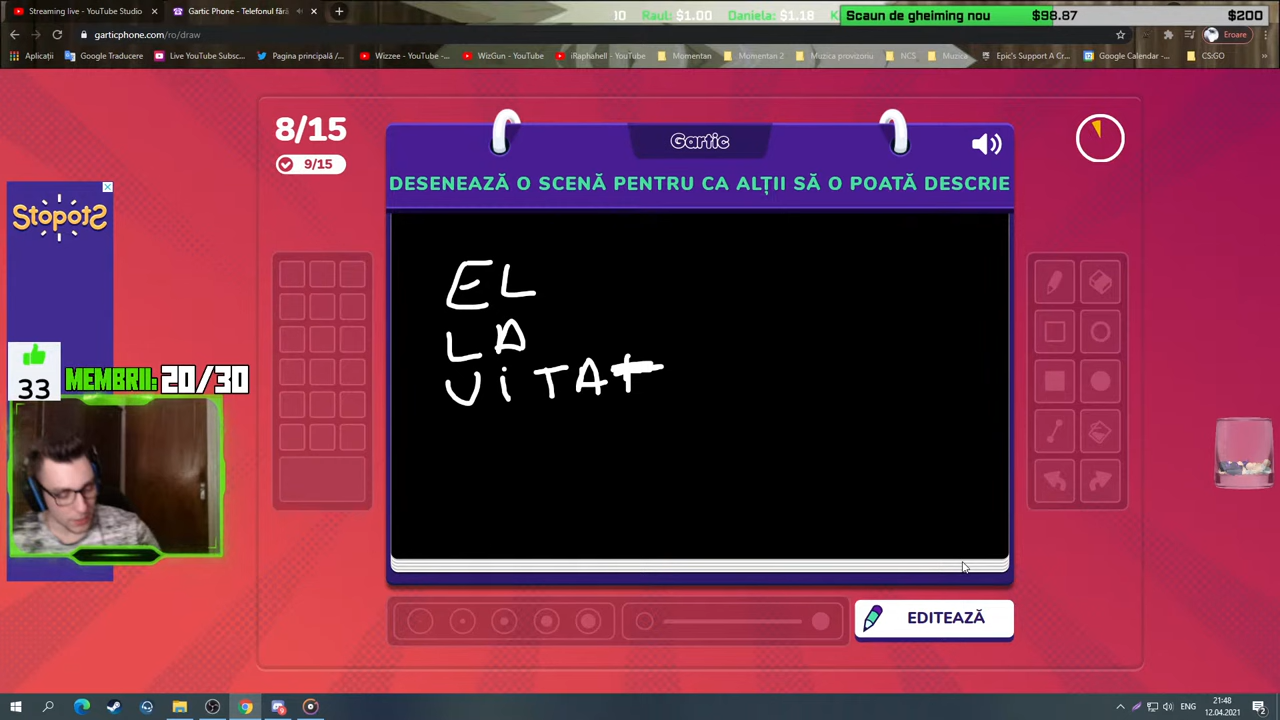 Streaming live - YouTube Studio
Gartic Phone - Telefonul făr
garticphone.com/ro/draw
Raul: $1.00 Daniela: $1.18 K
Scaun de gheiming nou $98.87 $200
Eroare
Aplicații
Google Traducere
Live YouTube Subsc...
Pagina principală /...
Wizzee - YouTube -...
WizGun - YouTube
iRaphahell - YouTube
Momentan
Momentan 2
Muzica provizoriu
NCS
Muzica
Epic's Support A Cr...
Google Calendar -...
CS:GO
8/15
9/15
Gartic
DESENEAZĂ O SCENĂ PENTRU CA ALȚII SĂ O POATĂ DESCRIE
StopotS
EL
LA
UiTAT
33
MEMBRII: 20/30
EDITEAZĂ
ENG
21:48
12.04.2021
2